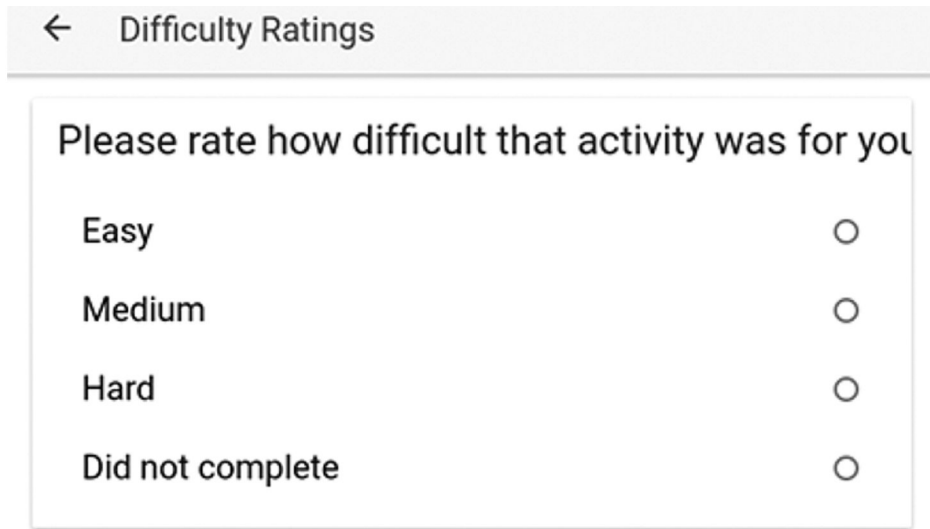 Difficulty Ratings
Please rate how difficult that activity was for you
Easy
Medium
Hard
Did not complete